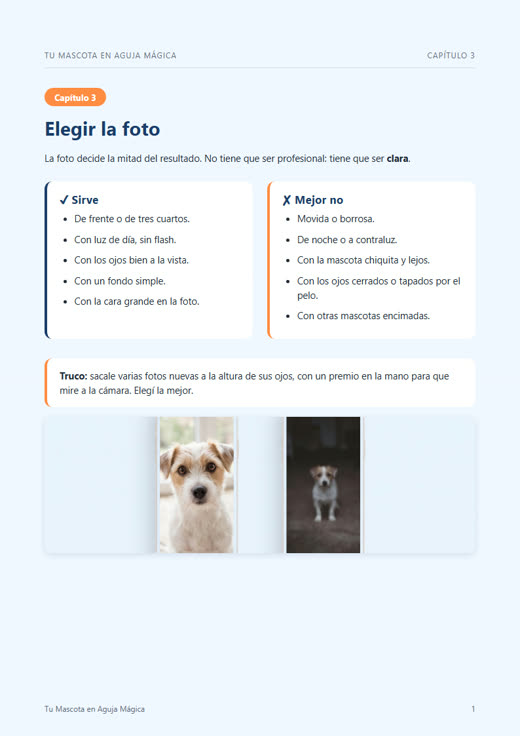 TU MASCOTA EN AGUJA MÁGICA
CAPÍTULO 3
Capítulo 3
Elegir la foto
La foto decide la mitad del resultado. No tiene que ser profesional: tiene que ser clara.
✓ Sirve
• De frente o de tres cuartos.
• Con luz de día, sin flash.
• Con los ojos bien a la vista.
• Con un fondo simple.
• Con la cara grande en la foto.
✗ Mejor no
• Movida o borrosa.
• De noche o a contraluz.
• Con la mascota chiquita y lejos.
• Con los ojos cerrados o tapados por el
pelo.
• Con otras mascotas encimadas.
Truco: sacale varias fotos nuevas a la altura de sus ojos, con un premio en la mano para que
mire a la cámara. Elegí la mejor.
Tu Mascota en Aguja Mágica
1